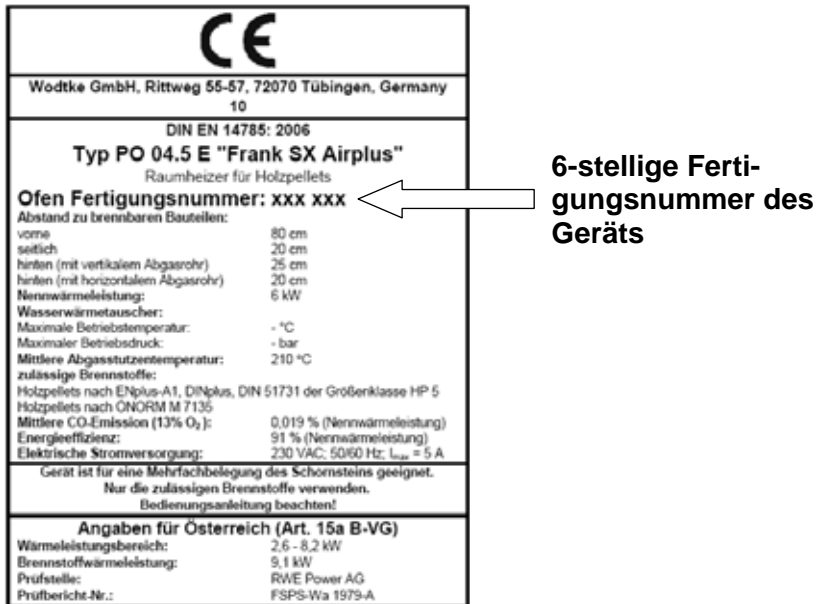 CE
Wodtke GmbH, Rittweg 55-57, 72070 Tübingen, Germany
10
DIN EN 14785: 2006
Typ PO 04.5 E "Frank SX Airplus"
Raumheizer für Holzpellets
Ofen Fertigungsnummer: xxx xxx
Abstand zu brennbaren Bauteilen:
vorne 80 cm
seitlich 20 cm
hinten (mit vertikalem Abgasrohr) 25 cm
hinten (mit horizontalem Abgasrohr) 20 cm
Nennwärmeleistung: 6 kW
Wasserwärmetauscher:
Maximale Betriebstemperatur: - °C
Maximaler Betriebsdruck: - bar
Mittlere Abgasstutzentemperatur: 210 °C
zulässige Brennstoffe:
Holzpellets nach ENplus-A1, DINplus, DIN 51731 der Größenklasse HP 5
Holzpellets nach ÖNORM M 7135
Mittlere CO-Emission (13% O₂ ): 0,019 % (Nennwärmeleistung)
Energieeffizienz: 91 % (Nennwärmeleistung)
Elektrische Stromversorgung: 230 VAC; 50/60 Hz; Iₘₐₓ = 5 A
Gerät ist für eine Mehrfachbelegung des Schornsteins geeignet.
Nur die zulässigen Brennstoffe verwenden.
Bedienungsanleitung beachten!
Angaben für Österreich (Art. 15a B-VG)
Wärmeleistungsbereich: 2,6 - 8,2 kW
Brennstoffwärmeleistung: 9,1 kW
Prüfstelle: RWE Power AG
Prüfbericht-Nr.: FSPS-Wa 1979-A
6-stellige Ferti-
gungsnummer des
Geräts